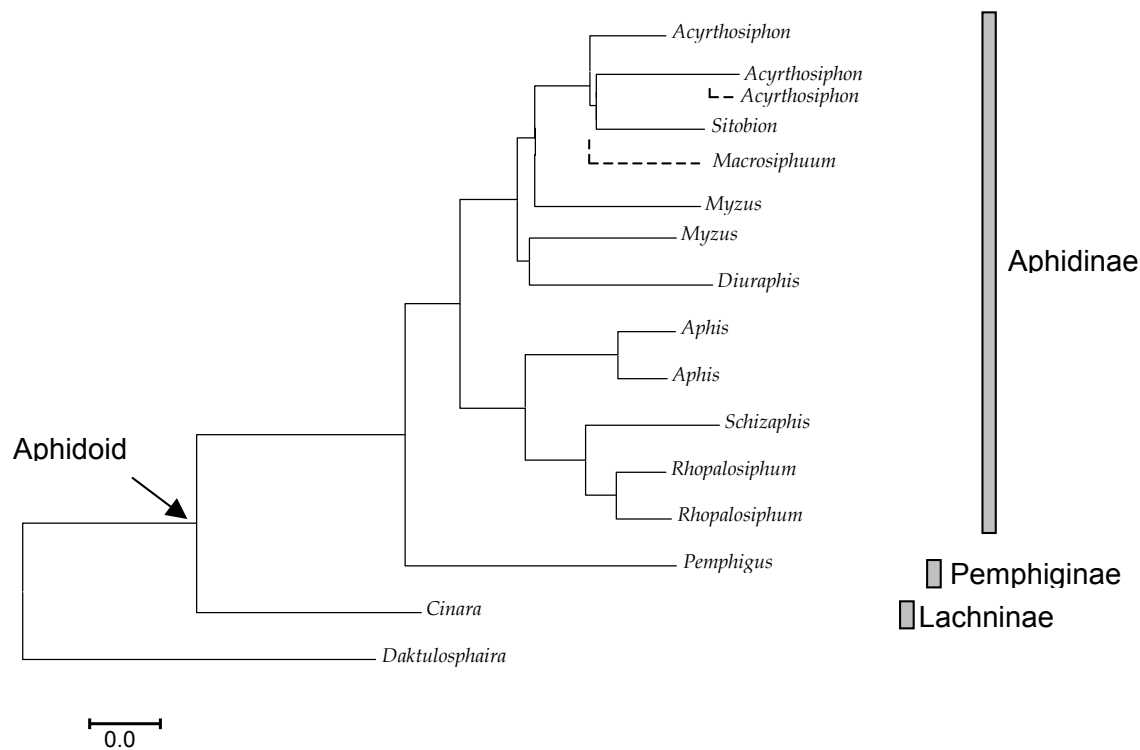 Acyrthosiphon
Acyrthosiphon
Acyrthosiphon
Sitobion
Macrosiphuum
Myzus
Myzus
Diuraphis
Aphidinae
Aphis
Aphis
Schizaphis
Aphidoid
Rhopalosiphum
Rhopalosiphum
Pemphigus
Pemphiginae
Cinara
Lachninae
Daktulosphaira
0.0